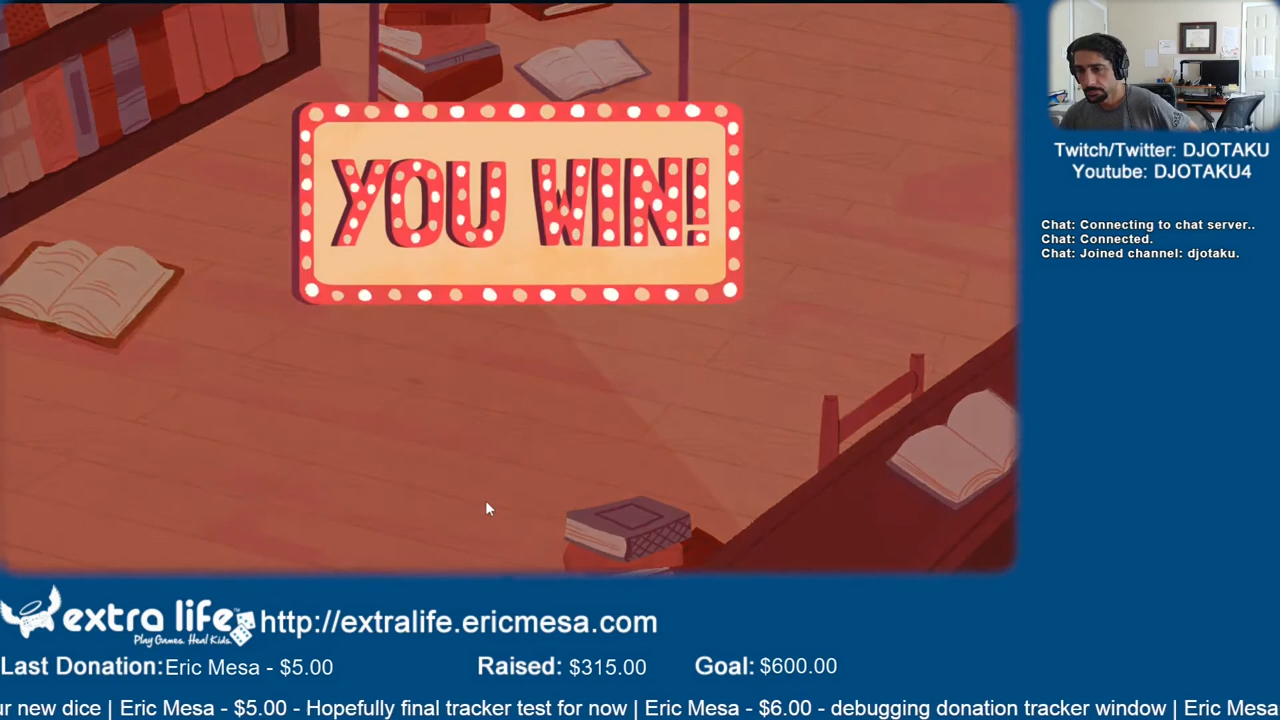 YOU WIN!
Twitch/Twitter: DJOTAKU
Youtube: DJOTAKU4
Chat: Connecting to chat server..
Chat: Connected.
Chat: Joined channel: djotaku.
extra life
Play Games. Heal Kids.
http://extralife.ericmesa.com
Last Donation: Eric Mesa - $5.00
Raised: $315.00
Goal: $600.00
new dice | Eric Mesa - $5.00 - Hopefully final tracker test for now | Eric Mesa - $6.00 - debugging donation tracker window | Eric Mesa